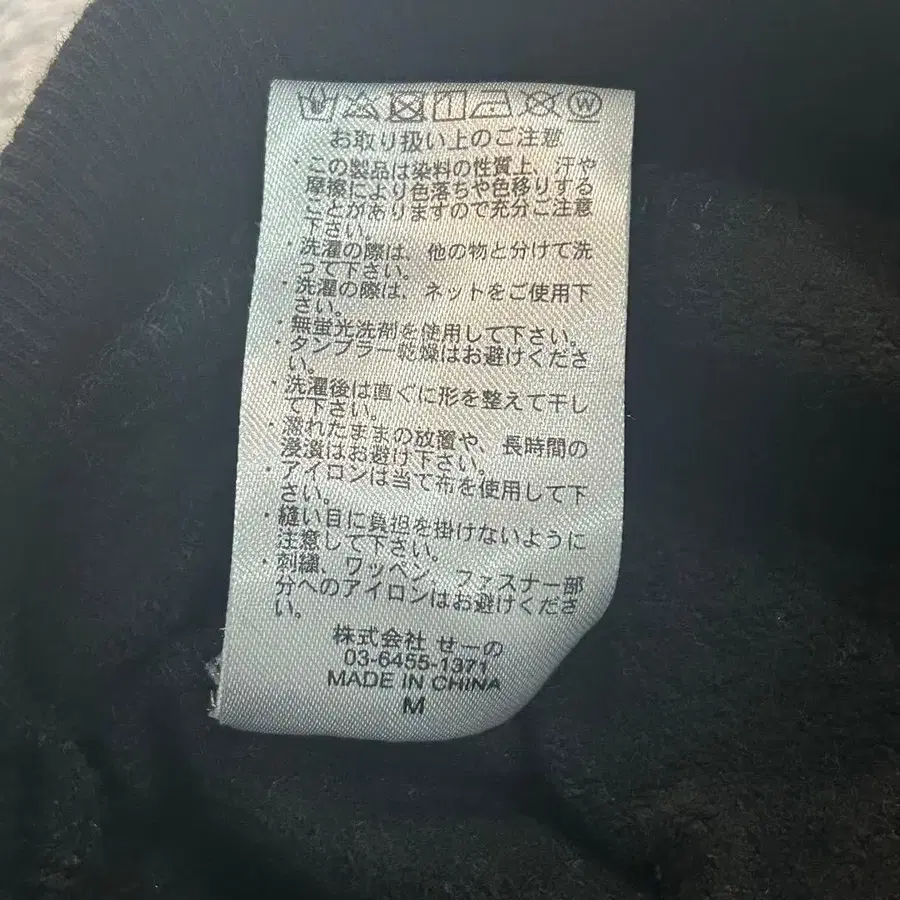 W
お取り扱い上のご注意
・この製品は染料の性質上、汗や
摩擦により色落ちや色移りする
ことがありますので充分ご注意
下さい。
・洗濯の際は、他の物と分けて洗
って下さい。
・洗濯の際は、ネットをご使用下
さい。
・無蛍光洗剤を使用して下さい。
・タンブラー乾燥はお避けくださ
い。
・洗濯後は直ぐに形を整えて干し
て下さい。
・濡れたままの放置や、長時間の
浸漬はお避け下さい。
・アイロンは当て布を使用して下
さい。
・縫い目に負担を掛けないように
注意して下さい。
・刺繍、ワッペン、ファスナー部
分へのアイロンはお避けくださ
い。
株式会社 せーの
03-6455-1371
MADE IN CHINA
M